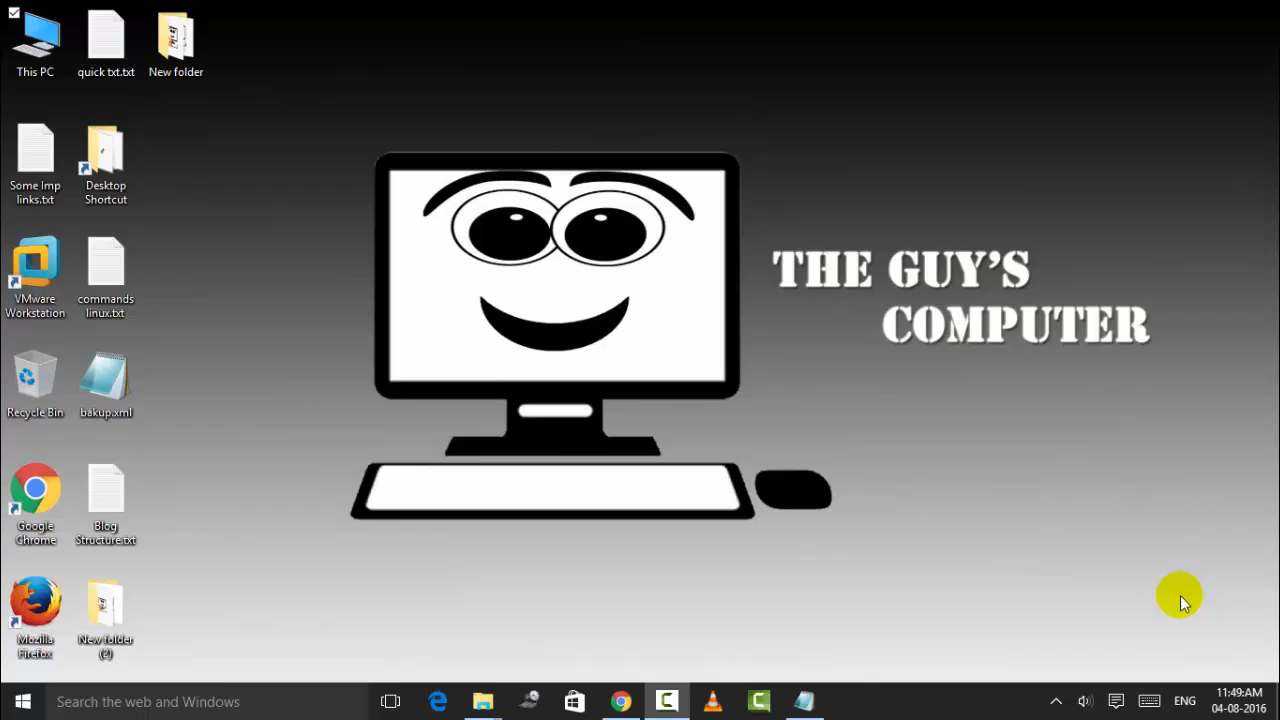 This PC
quick txt.txt
New folder
Some Imp
links.txt
Desktop
Shortcut
THE GUY'S
COMPUTER
VMware
Workstation
commands
linux.txt
Recycle Bin
bakup.xml
Google
Chrome
Blog
Structure.txt
Mozilla
Firefox
New folder
(2)
Search the web and Windows
ENG
11:49:AM
04-08-2016